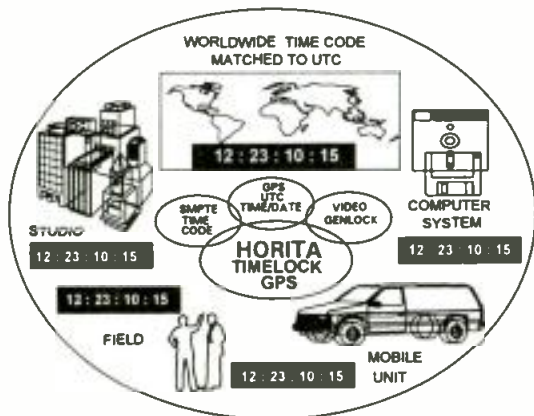 WORLDWIDE TIME CODE
MATCHED TO UTC
12:23:10:15
GPS
UTC
TIME/DATE
SMPTE
TIME
CODE
VIDEO
GENLOCK
HORITA
TIMELOCK
GPS
STUDIO
12:23:10:15
COMPUTER
SYSTEM
12 23:10:15
12:23:10:15
FIELD
MOBILE
UNIT
12:23.10:15